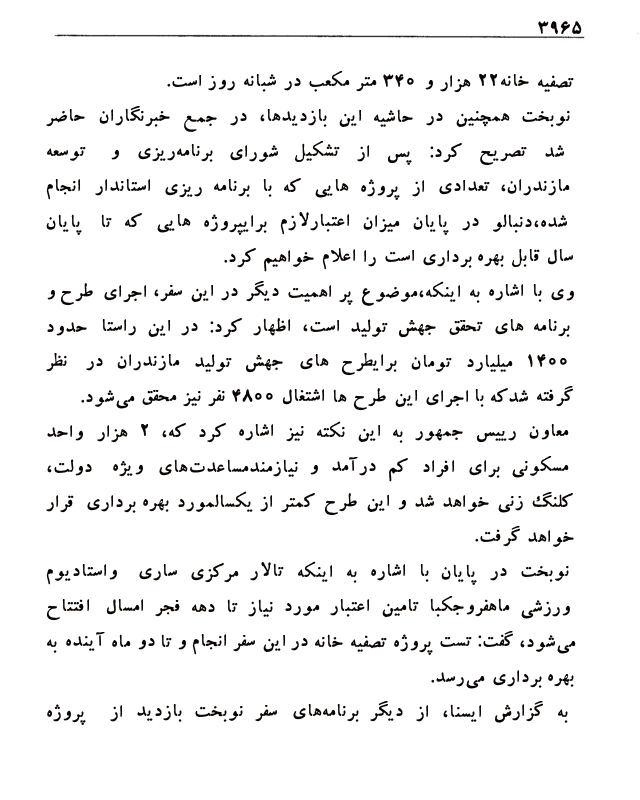 ۳۹۶۵
تصفیه خانه۲۲ هزار و ۳۴۰ متر مکعب در شبانه روز است.
نوبخت همچنین در حاشیه این بازدیدها، در جمع خبرنگاران حاضر
شد تصریح کرد: پس از تشکیل شورای برنامه‌ریزی و توسعه
مازندران، تعدادی از پروژه هایی که با برنامه ریزی استاندار انجام
شده،دنبالو در پایان میزان اعتبارلازم برایپروژه هایی که تا پایان
سال قابل بهره برداری است را اعلام خواهیم کرد.
وی با اشاره به اینکه،موضوع پر اهمیت دیگر در این سفر، اجرای طرح و
برنامه های تحقق جهش تولید است، اظهار کرد: در این راستا حدود
۱۴۰۰ میلیارد تومان برایطرح های جهش تولید مازندران در نظر
گرفته شدکه با اجرای این طرح ها اشتغال ۴۸۰۰ نفر نیز محقق می‌شود.
معاون رییس جمهور به این نکته نیز اشاره کرد که، ۲ هزار واحد
مسکونی برای افراد کم درآمد و نیازمندمساعدت‌های ویژه دولت،
کلنگ زنی خواهد شد و این طرح کمتر از یکسالمورد بهره برداری قرار
خواهد گرفت.
نوبخت در پایان با اشاره به اینکه تالار مرکزی ساری واستادیوم
ورزشی ماهفروجکبا تامین اعتبار مورد نیاز تا دهه فجر امسال افتتاح
می‌شود، گفت: تست پروژه تصفیه خانه در این سفر انجام و تا دو ماه آینده به
بهره برداری می‌رسد.
به گزارش ایسنا، از دیگر برنامه‌های سفر نوبخت بازدید از پروژه